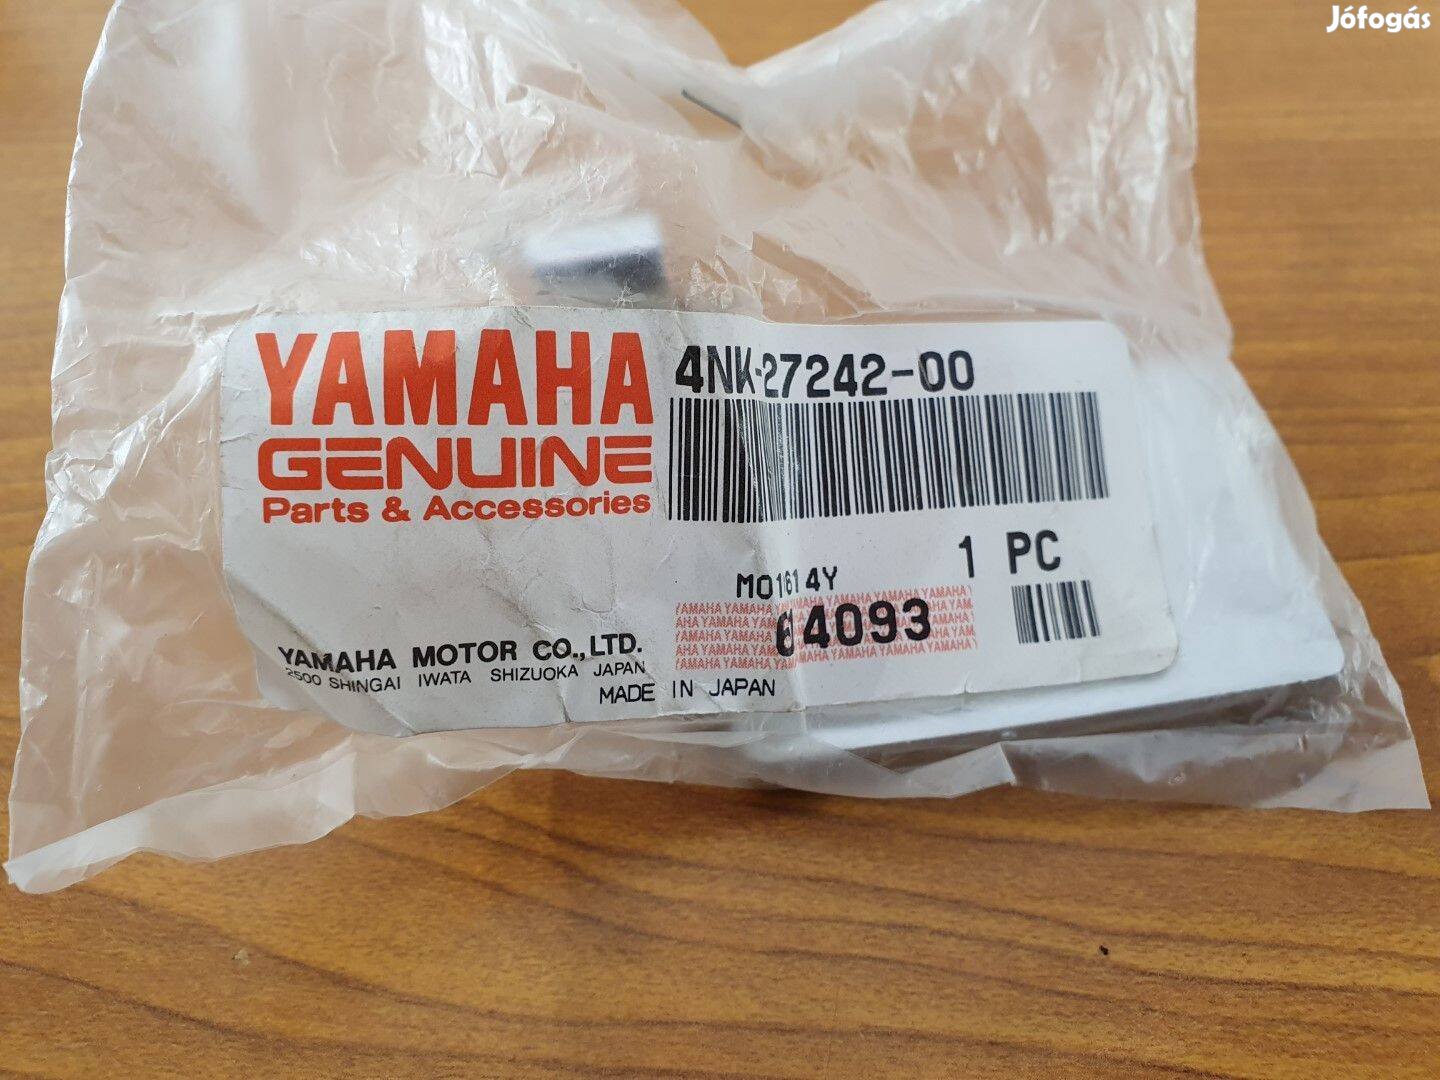 Jófogás
YAMAHA
GENUINE
Parts & Accessories
4NK-27242-00
1 PC
M01614Y
64093
YAMAHA MOTOR CO.,LTD.
2500 SHINGAI IWATA SHIZUOKA JAPAN
MADE IN JAPAN